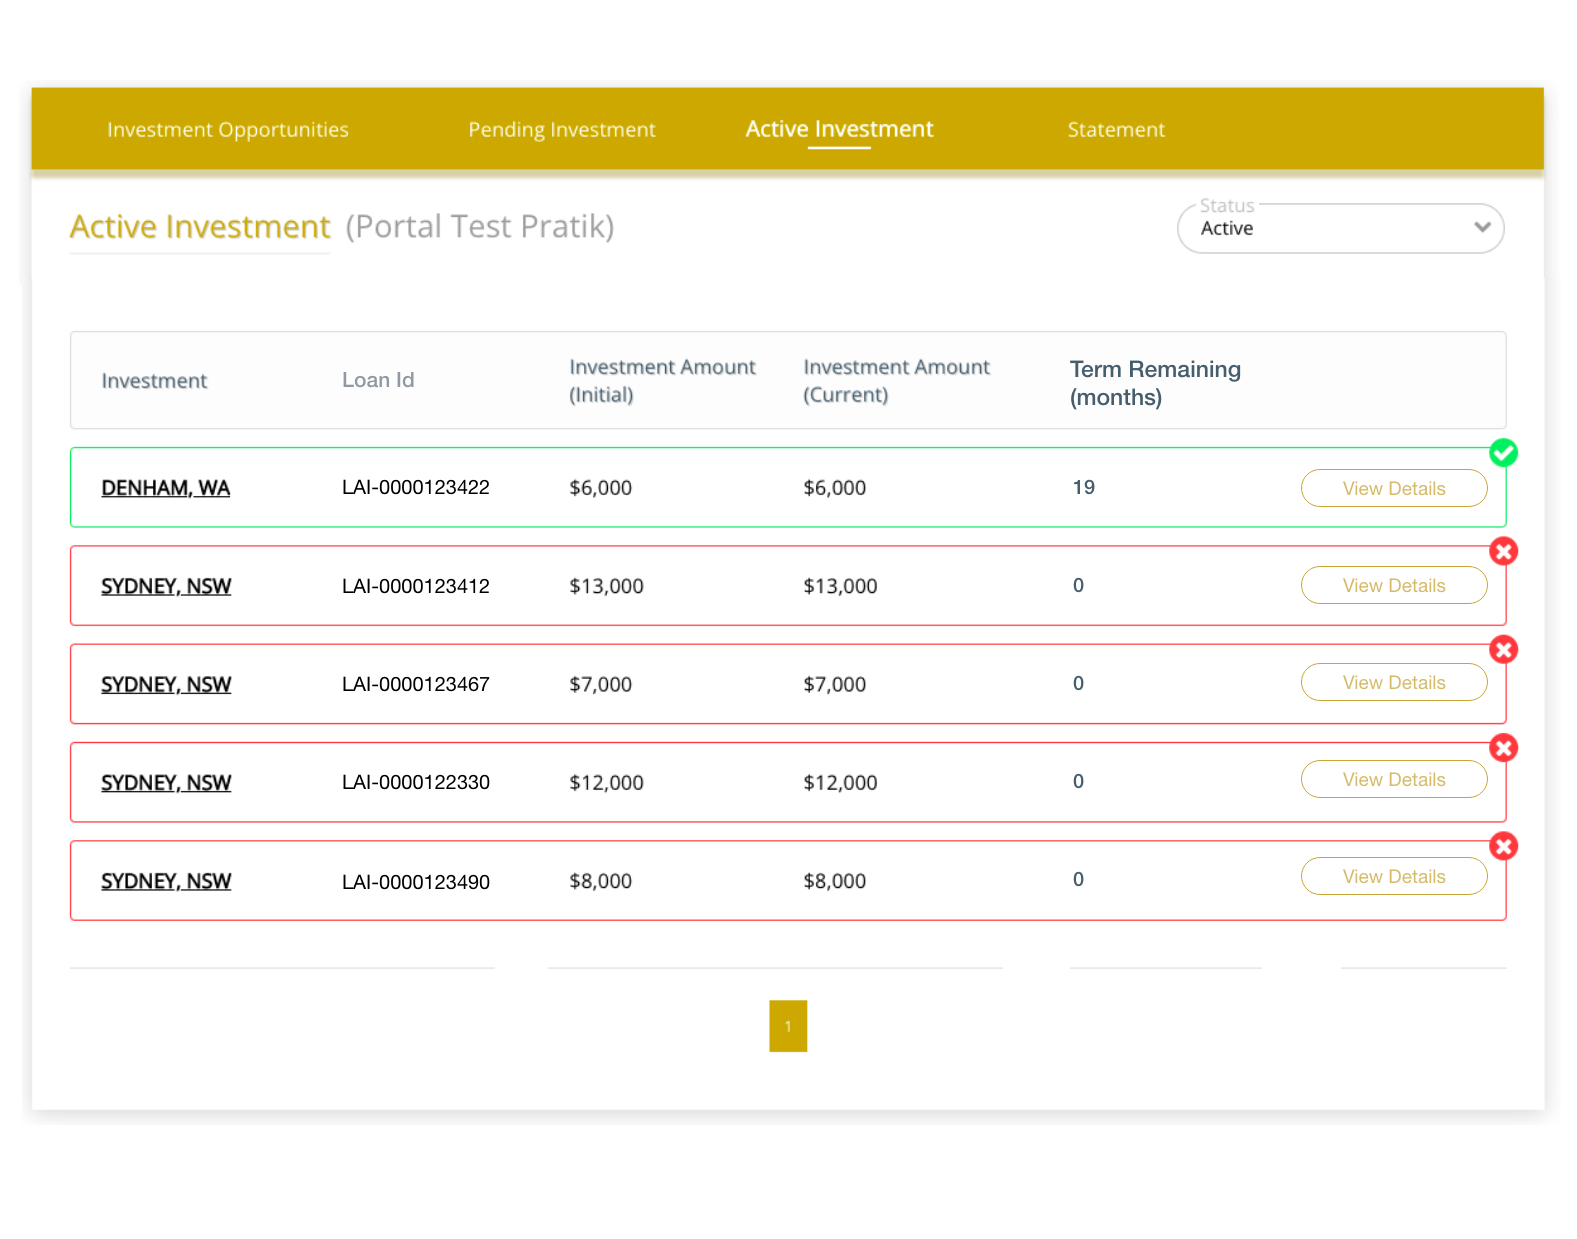 Investment Opportunities Pending Investment Active Investment Statement
Active Investment (Portal Test Pratik)
Status
Active
Investment Loan Id Investment Amount (Initial) Investment Amount (Current) Term Remaining (months)
DENHAM, WA LAI-0000123422 $6,000 $6,000 19 View Details
SYDNEY, NSW LAI-0000123412 $13,000 $13,000 0 View Details
SYDNEY, NSW LAI-0000123467 $7,000 $7,000 0 View Details
SYDNEY, NSW LAI-0000122330 $12,000 $12,000 0 View Details
SYDNEY, NSW LAI-0000123490 $8,000 $8,000 0 View Details
1